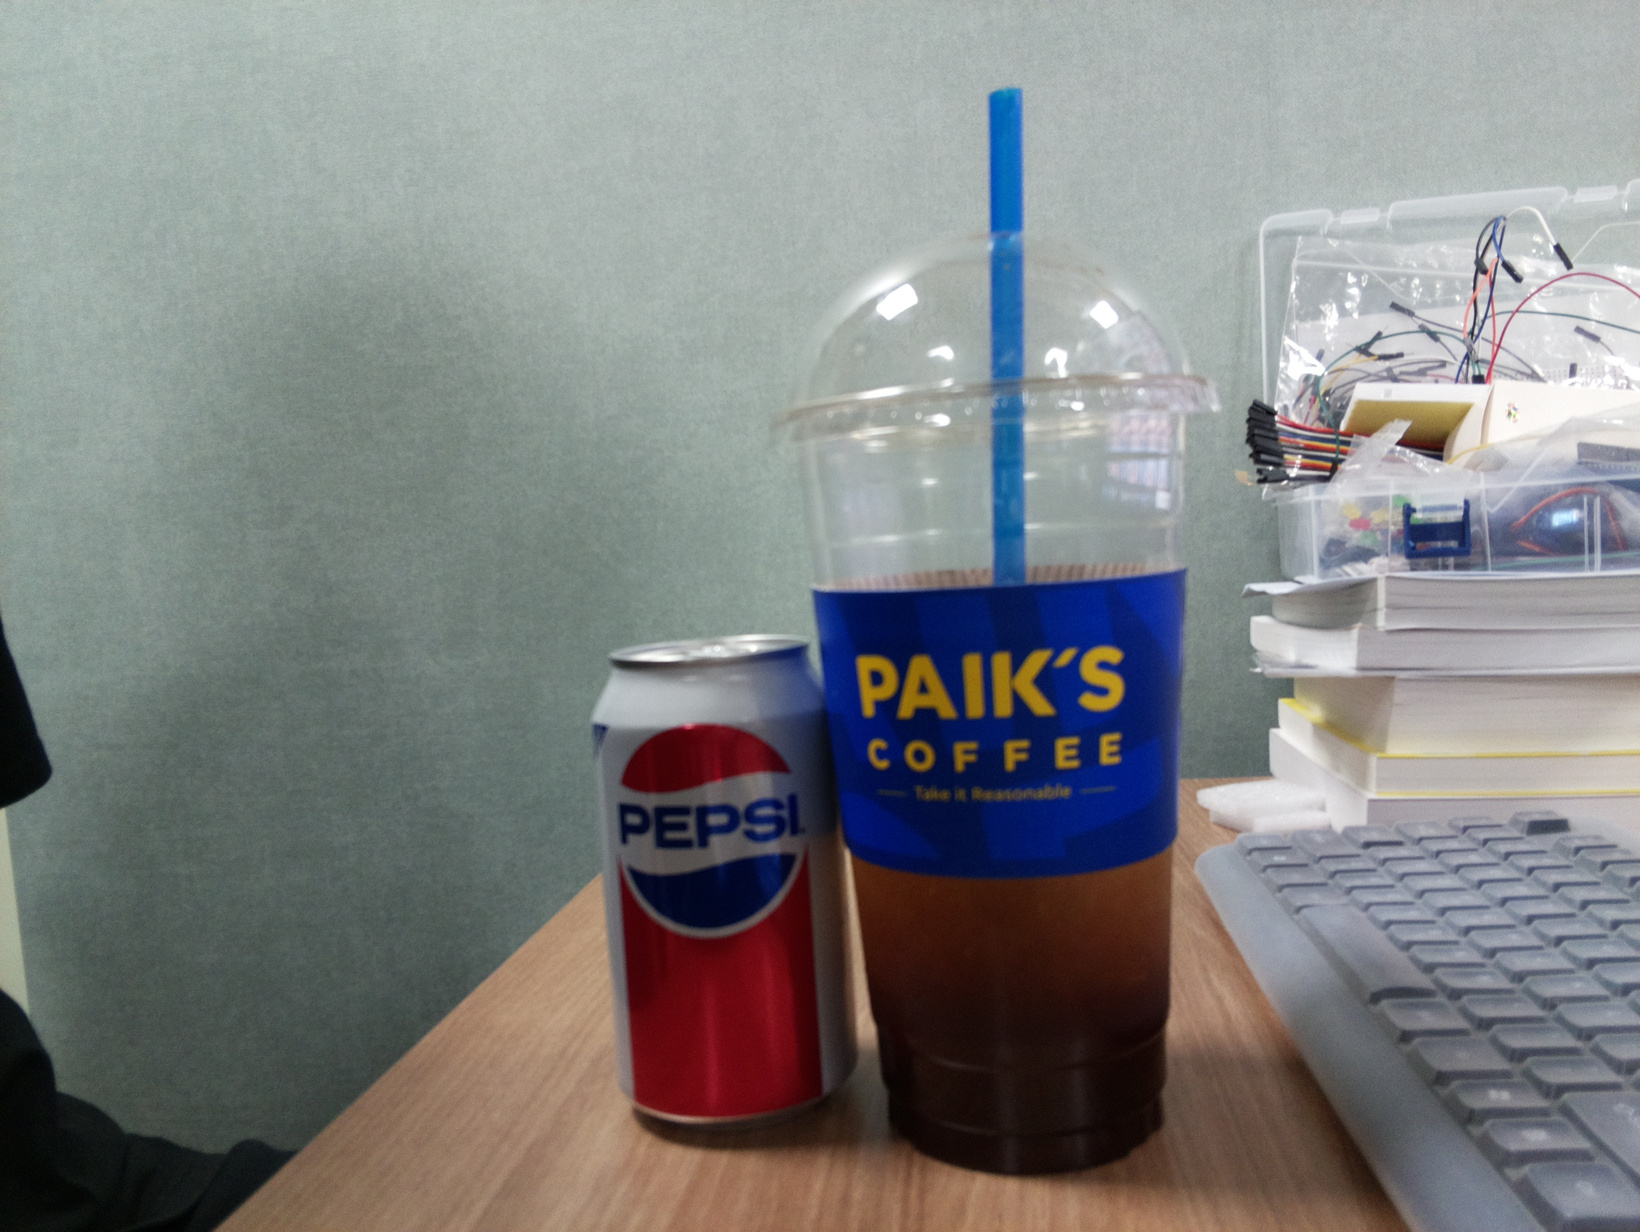 PEPSI
PAIK'S
COFFEE
Take it Reasonable